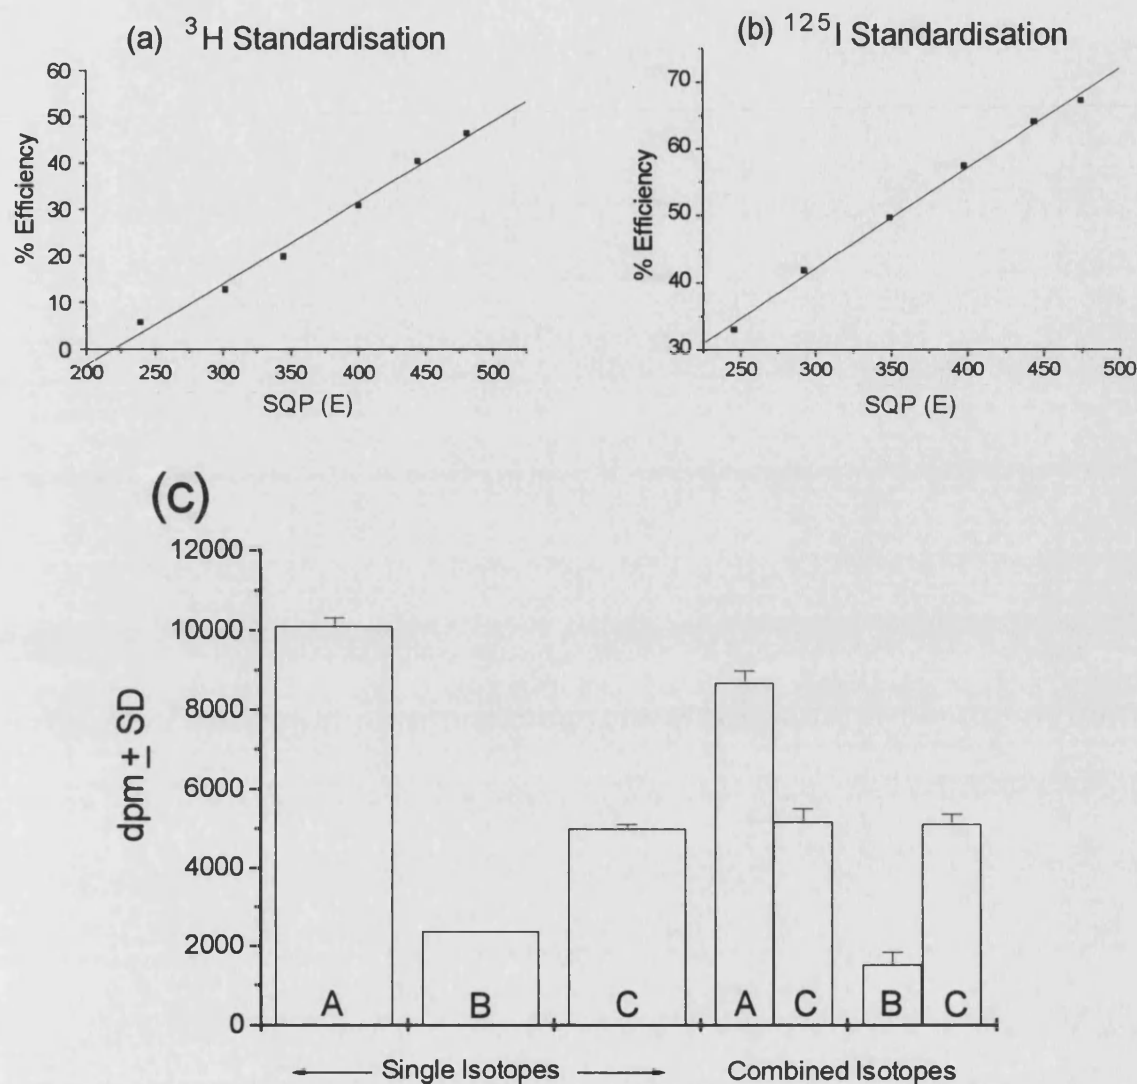 (a) ³H Standardisation
60
50
40
30
20
10
0
% Efficiency
200 250 300 350 400 450 500
SQP (E)
(b) ¹²⁵I Standardisation
70
60
50
40
30
% Efficiency
250 300 350 400 450 500
SQP (E)
(c)
12000
10000
8000
6000
4000
2000
0
dpm ± SD
A B C A C B C
Single Isotopes Combined Isotopes